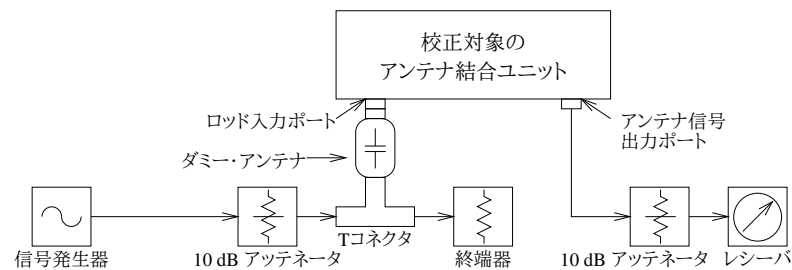 校正対象の
アンテナ結合ユニット
ロッド入力ポート
アンテナ信号
出力ポート
ダミー・アンテナ
信号発生器
10 dB アッテネータ
Tコネクタ
終端器
10 dB アッテネータ
レシーバ